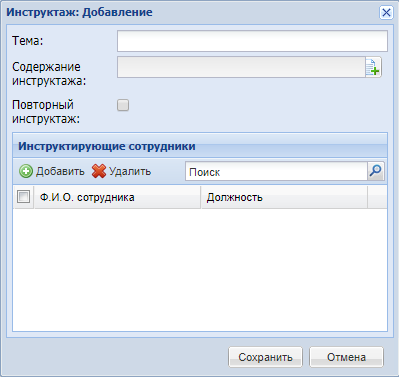 Инструктаж: Добавление
Тема:
Содержание
инструктажа:
Повторный
инструктаж:
Инструктирующие сотрудники
Добавить Удалить Поиск
Ф.И.О. сотрудника Должность
Сохранить Отмена